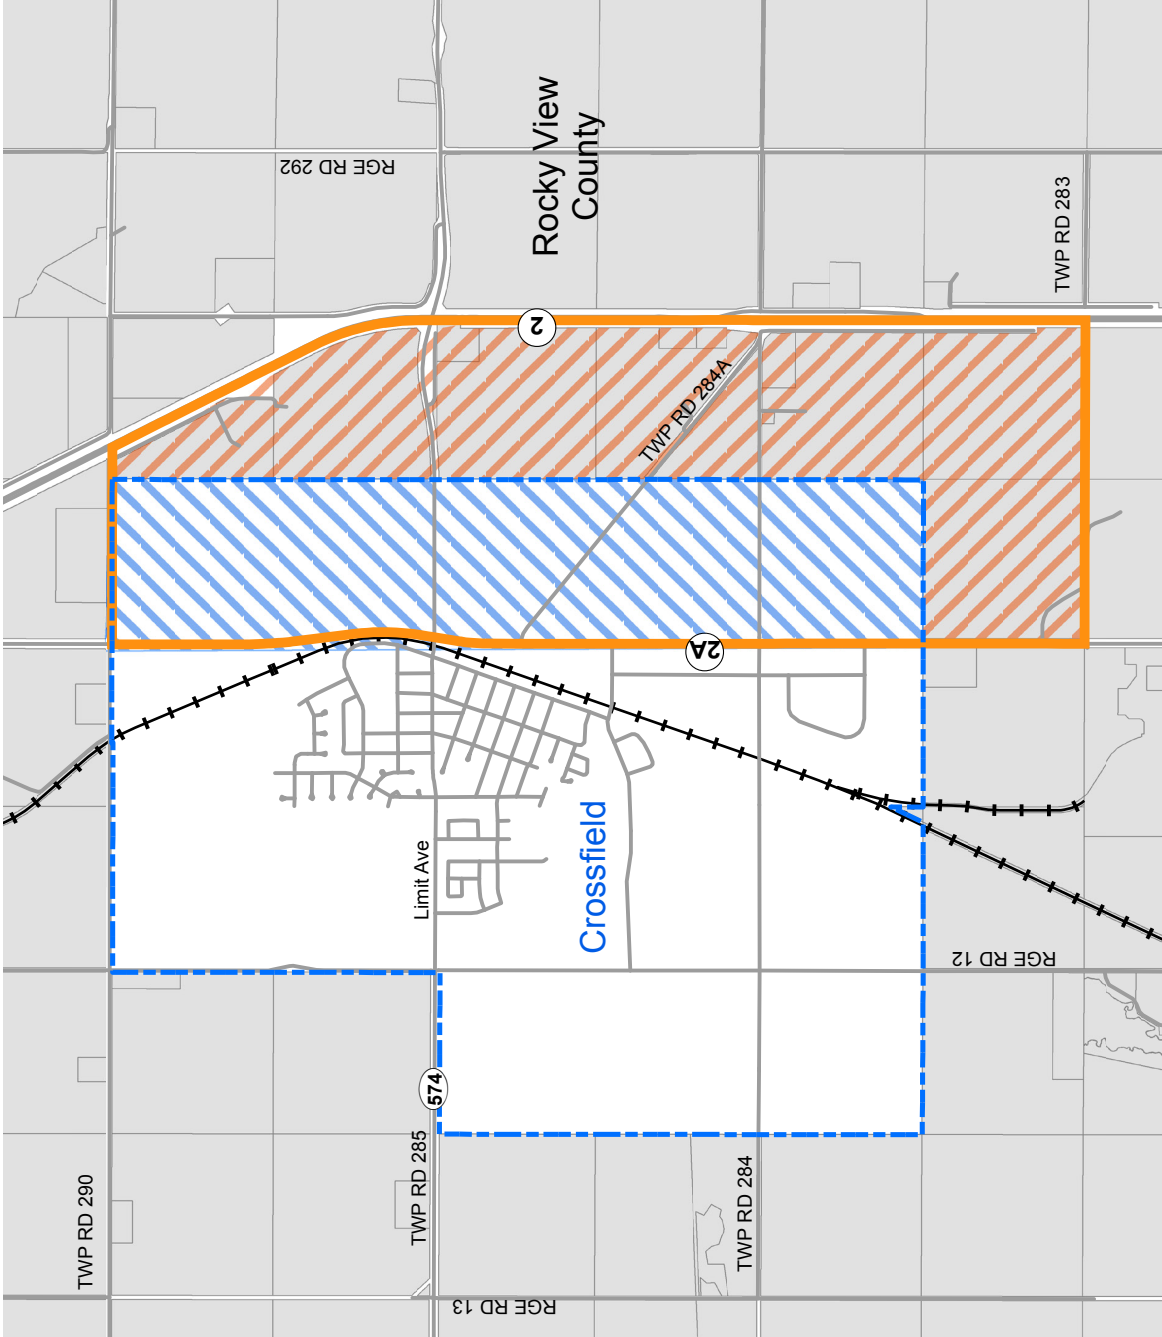 RGE RD 292
Rocky View
County
TWP RD 283
2
TWP RD 284A
2A
Limit Ave
Crossfield
RGE RD 12
574
TWP RD 285
TWP RD 284
TWP RD 290
RGE RD 13